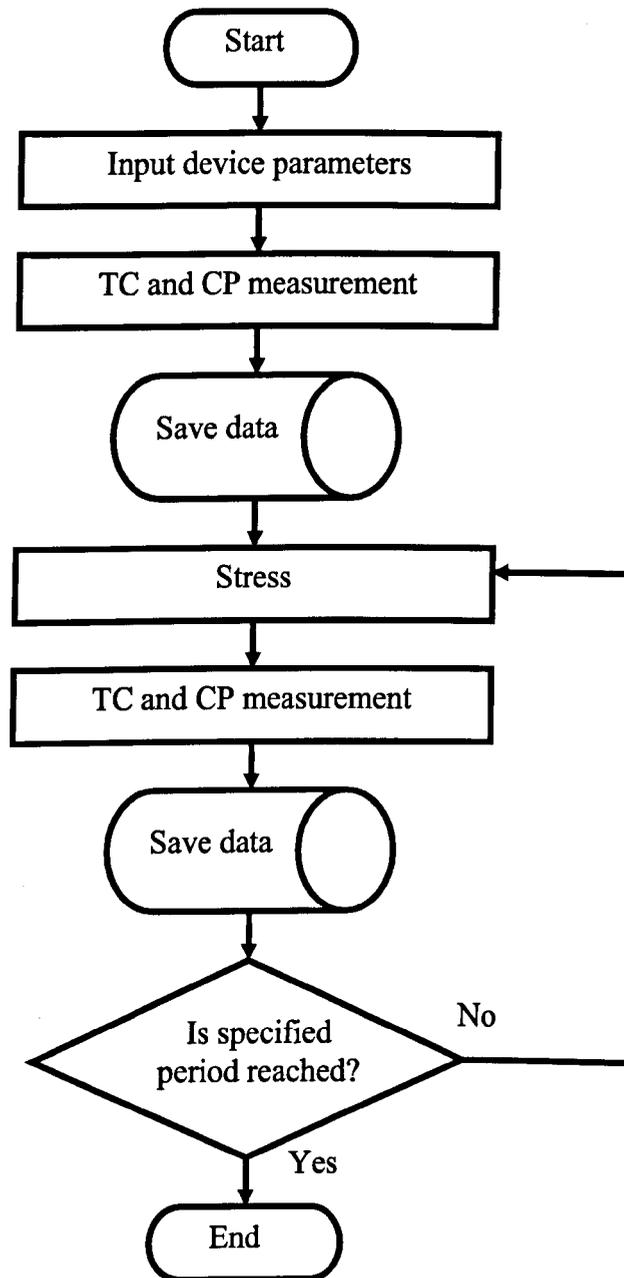 Start
Input device parameters
TC and CP measurement
Save data
Stress
TC and CP measurement
Save data
Is specified
period reached?
No
Yes
End